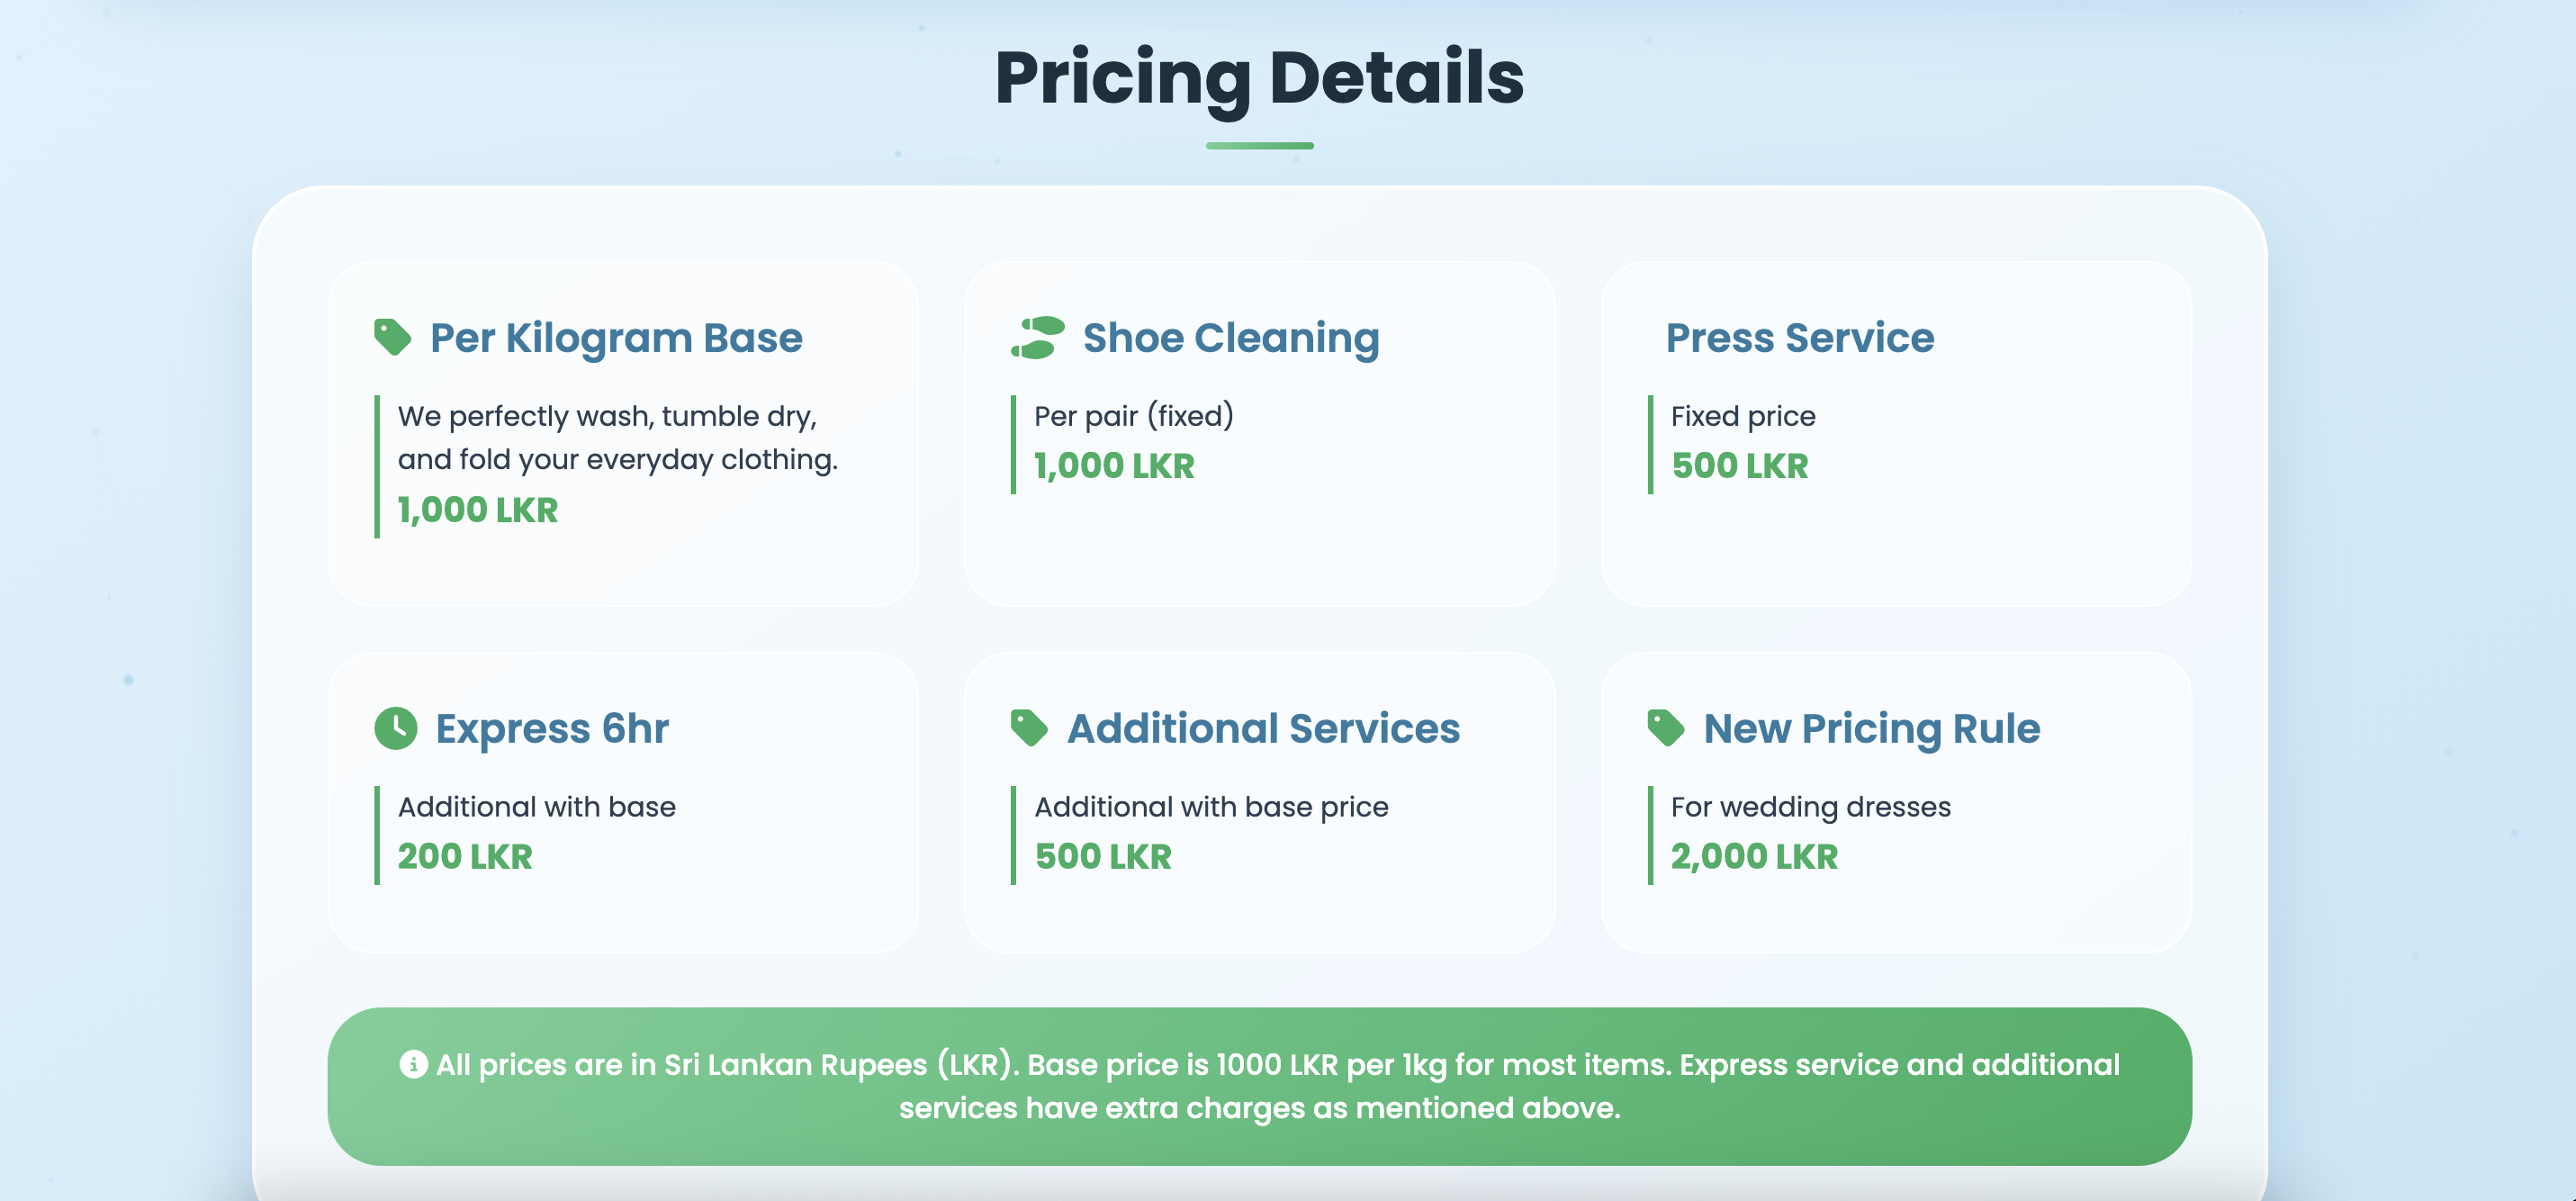 Pricing Details
Per Kilogram Base
We perfectly wash, tumble dry,
and fold your everyday clothing.
1,000 LKR
Shoe Cleaning
Per pair (fixed)
1,000 LKR
Press Service
Fixed price
500 LKR
Express 6hr
Additional with base
200 LKR
Additional Services
Additional with base price
500 LKR
New Pricing Rule
For wedding dresses
2,000 LKR
All prices are in Sri Lankan Rupees (LKR). Base price is 1000 LKR per 1kg for most items. Express service and additional
services have extra charges as mentioned above.